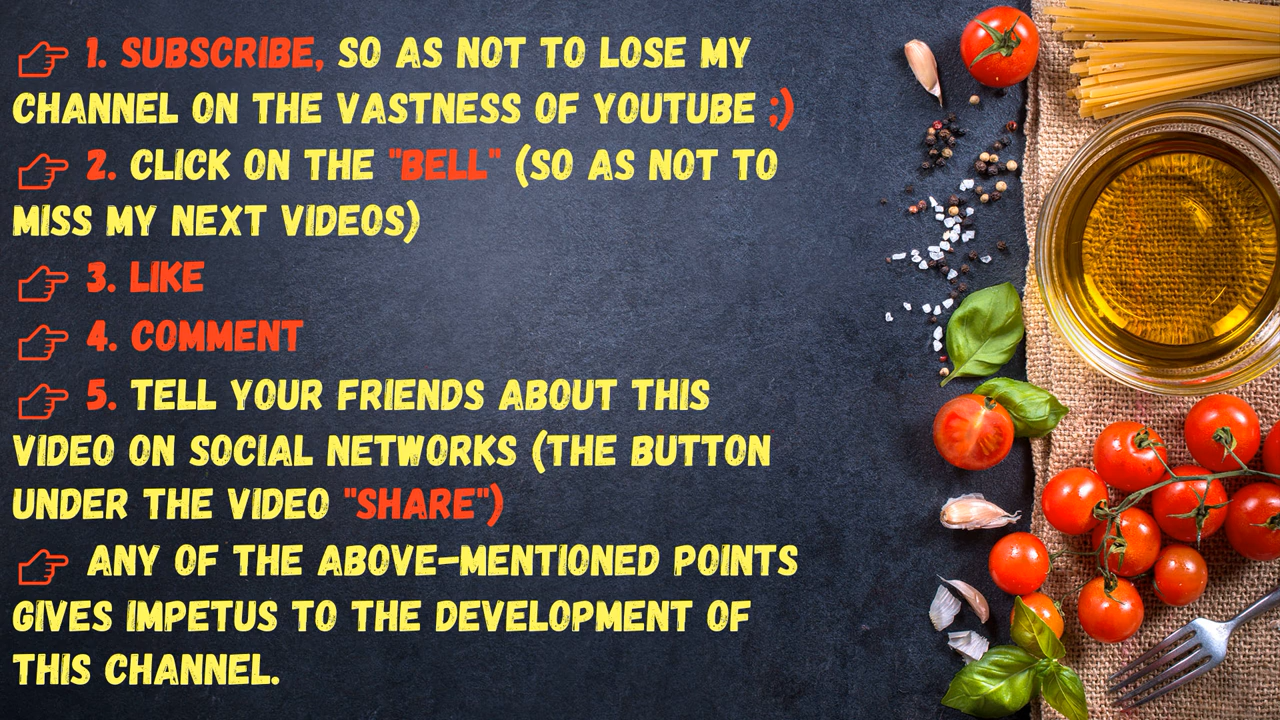 👉 1. SUBSCRIBE, SO AS NOT TO LOSE MY
CHANNEL ON THE VASTNESS OF YOUTUBE ;)
👉 2. CLICK ON THE "BELL" (SO AS NOT TO
MISS MY NEXT VIDEOS)
👉 3. LIKE
👉 4. COMMENT
👉 5. TELL YOUR FRIENDS ABOUT THIS
VIDEO ON SOCIAL NETWORKS (THE BUTTON
UNDER THE VIDEO "SHARE")
👉 ANY OF THE ABOVE-MENTIONED POINTS
GIVES IMPETUS TO THE DEVELOPMENT OF
THIS CHANNEL.